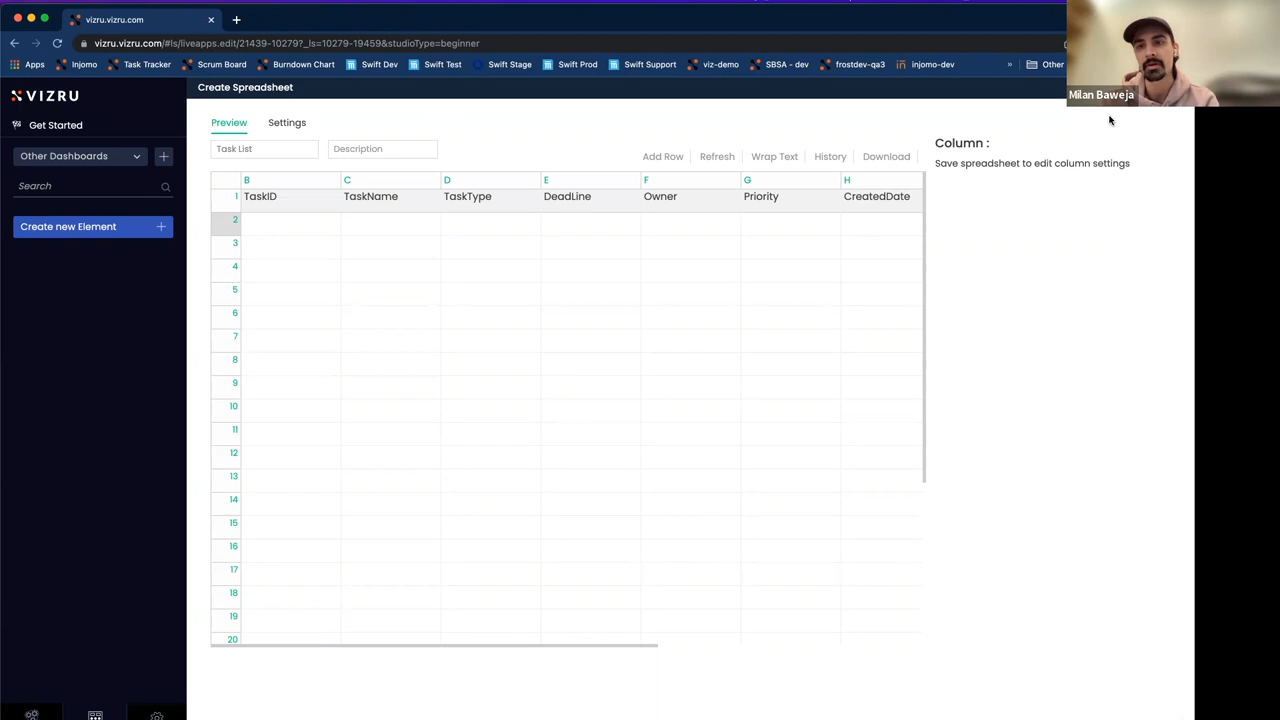 vizru.vizru.com
vizru.vizru.com/#ls/liveapps.edit/21439-10279?_ls=10279-19459&studioType=beginner
Apps Injomo Task Tracker Scrum Board Burndown Chart Swift Dev Swift Test Swift Stage Swift Prod Swift Support viz-demo SBSA - dev frostdev-qa3 injomo-dev » Other
Milan Baweja
VIZRU
Create Spreadsheet
Get Started
Preview Settings
Other Dashboards
Task List Description
Column :
Add Row Refresh Wrap Text History Download
Save spreadsheet to edit column settings
Search
B C D E F G H
1 TaskID TaskName TaskType DeadLine Owner Priority CreatedDate
Create new Element
2
3
4
5
6
7
8
9
10
11
12
13
14
15
16
17
18
19
20